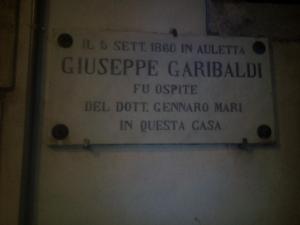 IL 5 SETT. 1860 IN AULETTA
GIUSEPPE GARIBALDI
FU OSPITE
DEL DOTT. GENNARO MARI
IN QUESTA CASA